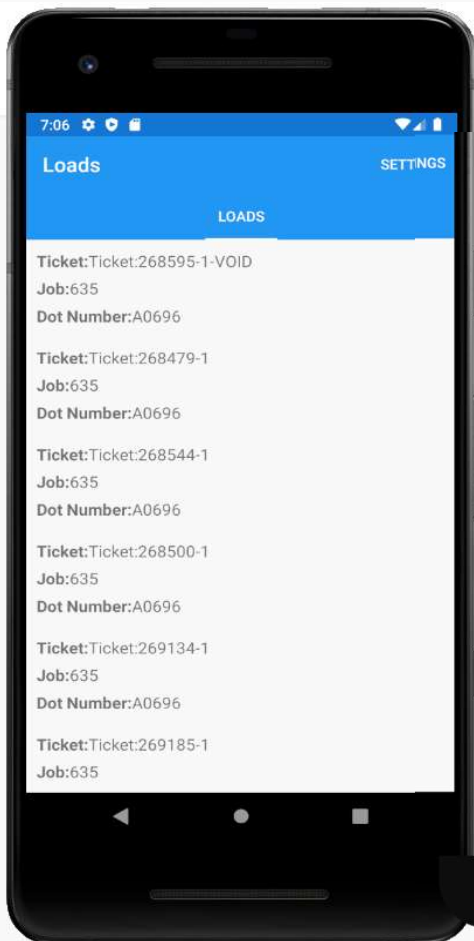 7:06
Loads
SETTINGS
LOADS
Ticket:Ticket:268595-1-VOID
Job:635
Dot Number:A0696
Ticket:Ticket:268479-1
Job:635
Dot Number:A0696
Ticket:Ticket:268544-1
Job:635
Dot Number:A0696
Ticket:Ticket:268500-1
Job:635
Dot Number:A0696
Ticket:Ticket:269134-1
Job:635
Dot Number:A0696
Ticket:Ticket:269185-1
Job:635